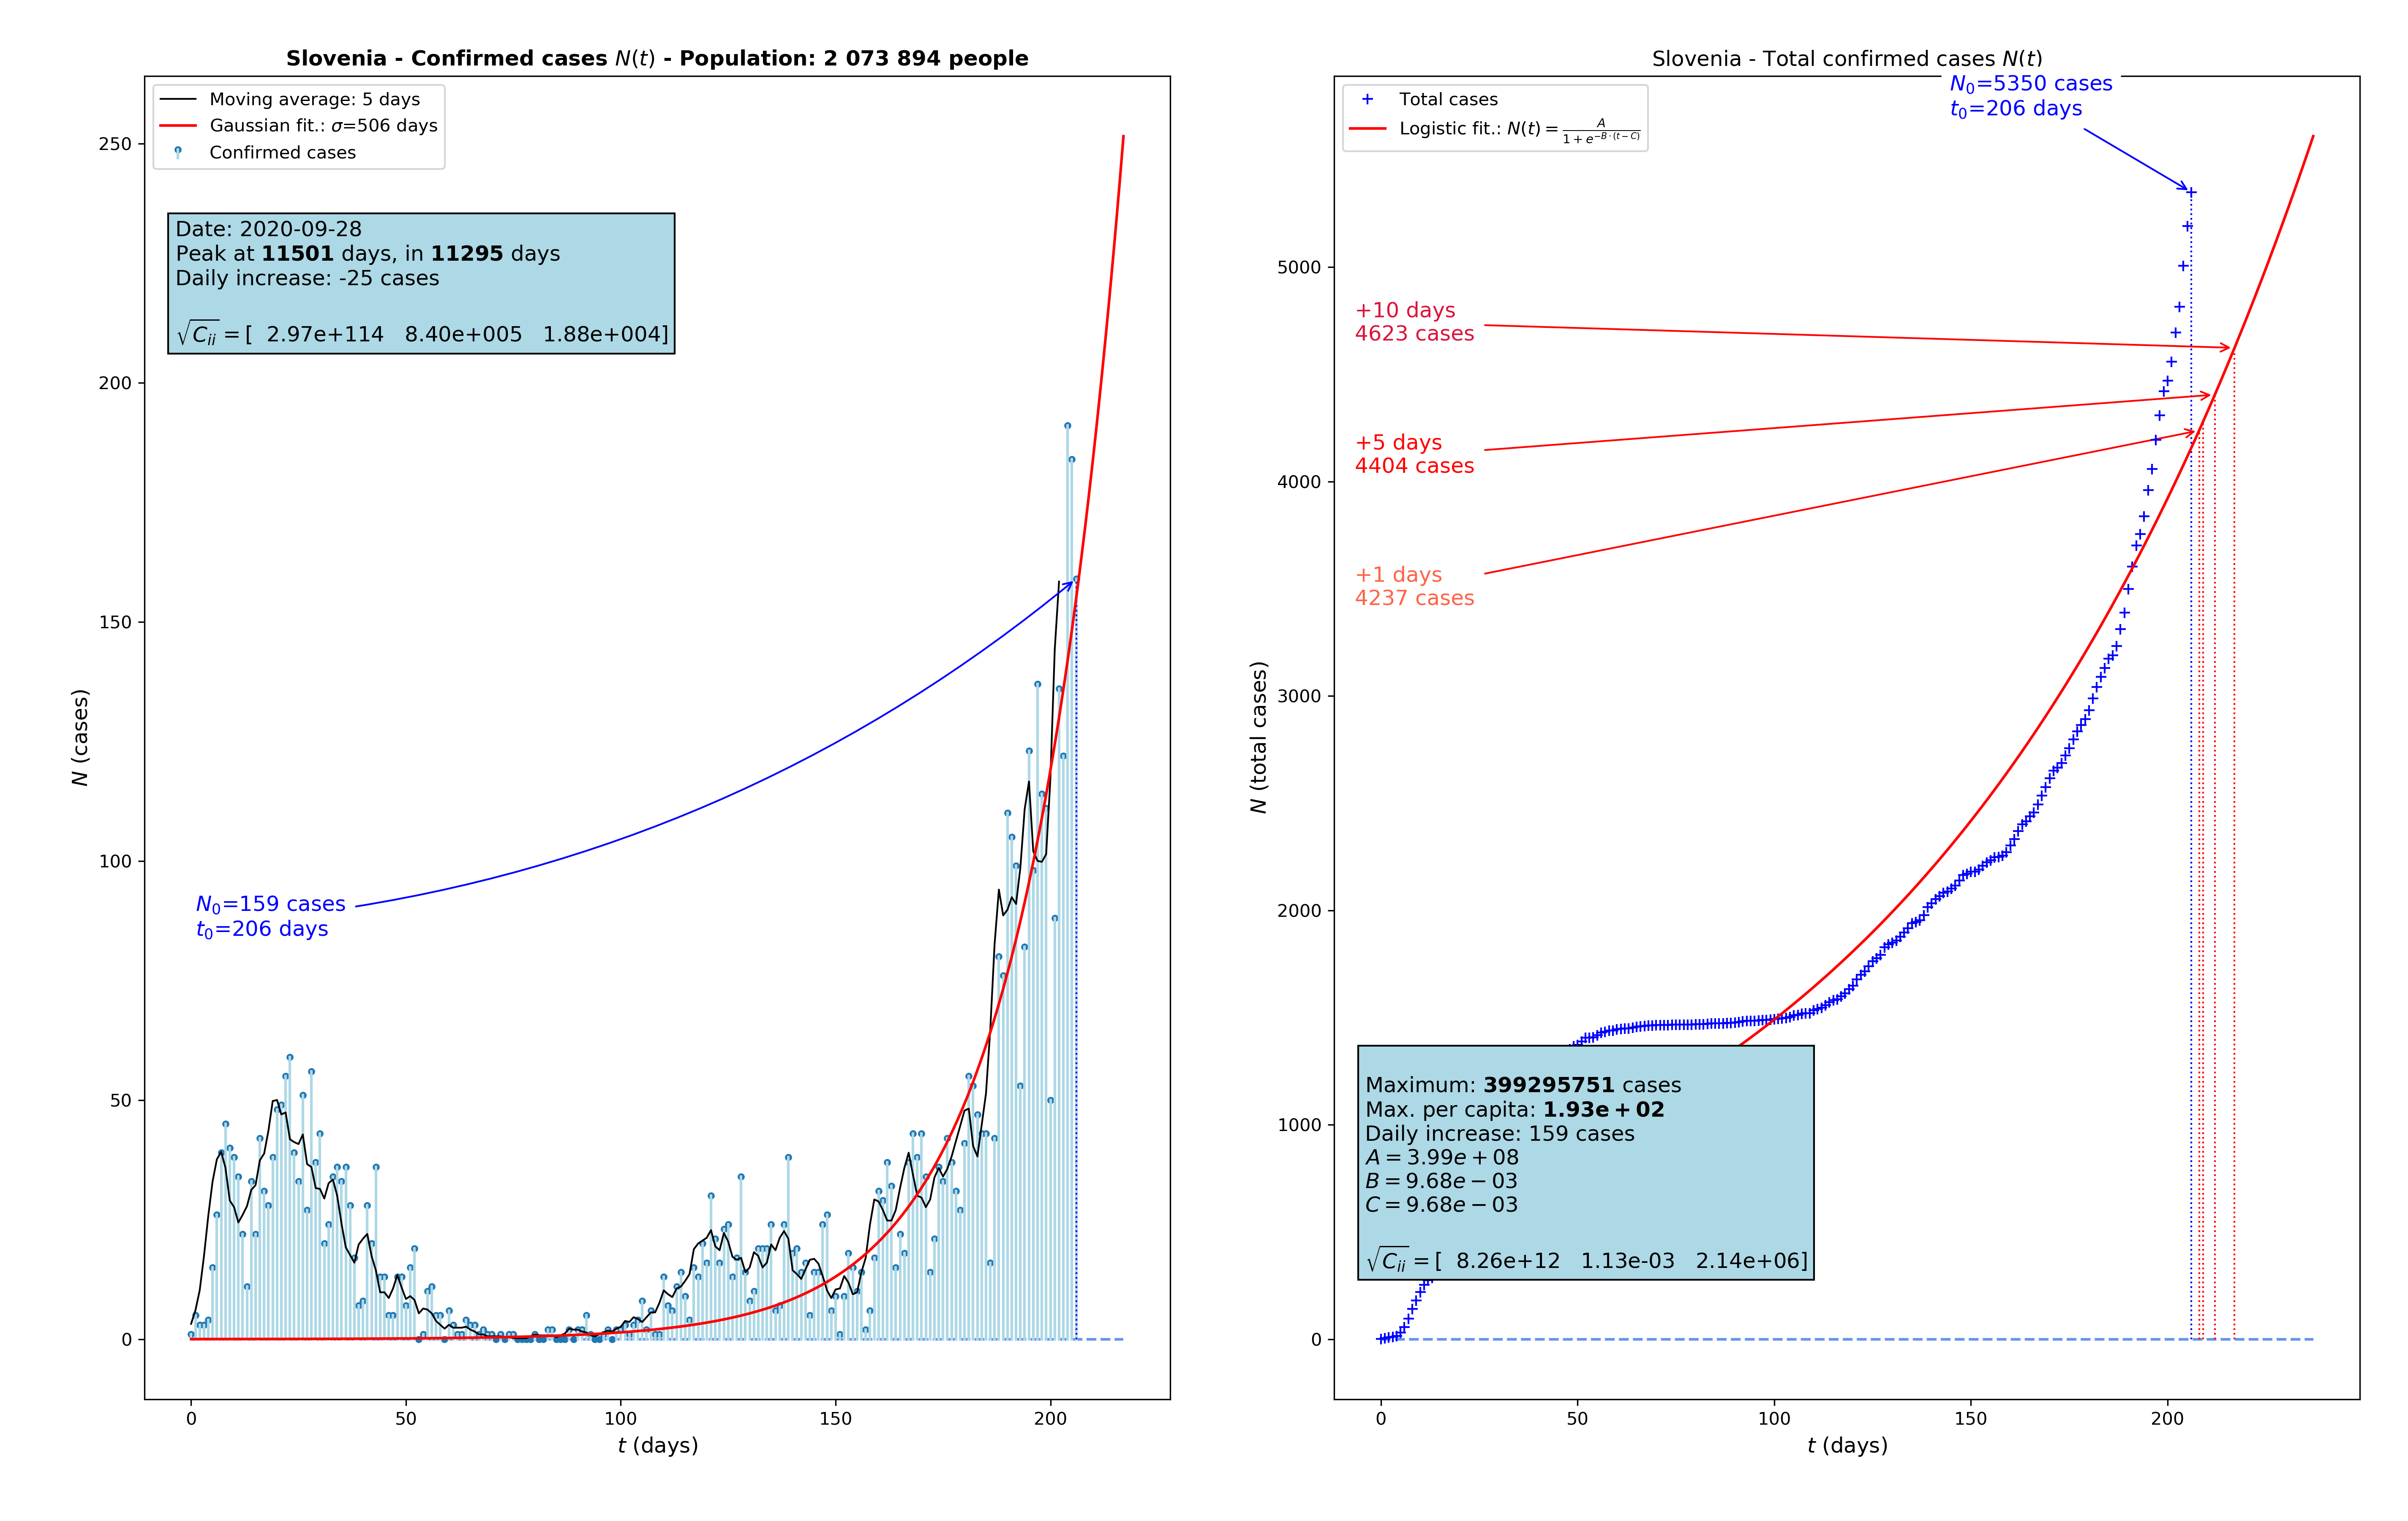 Slovenia - Confirmed cases N(t) - Population: 2 073 894 people
Moving average: 5 days
Gaussian fit.: σ=506 days
Confirmed cases
Date: 2020-09-28
Peak at 11501 days, in 11295 days
Daily increase: -25 cases
√C_ii = [ 2.97e+114 8.40e+005 1.88e+004]
N_0=159 cases
t_0=206 days
250
200
150
100
50
0
N (cases)
0 50 100 150 200
t (days)
Slovenia - Total confirmed cases N(t)
Total cases
Logistic fit.: N(t) = A / (1 + e^{-B·(t-C)})
N_0=5350 cases
t_0=206 days
+10 days
4623 cases
+5 days
4404 cases
+1 days
4237 cases
Maximum: 399295751 cases
Max. per capita: 1.93e + 02
Daily increase: 159 cases
A = 3.99e + 08
B = 9.68e − 03
C = 9.68e − 03
√C_ii = [ 8.26e+12 1.13e-03 2.14e+06]
5000
4000
3000
2000
1000
0
N (total cases)
0 50 100 150 200
t (days)